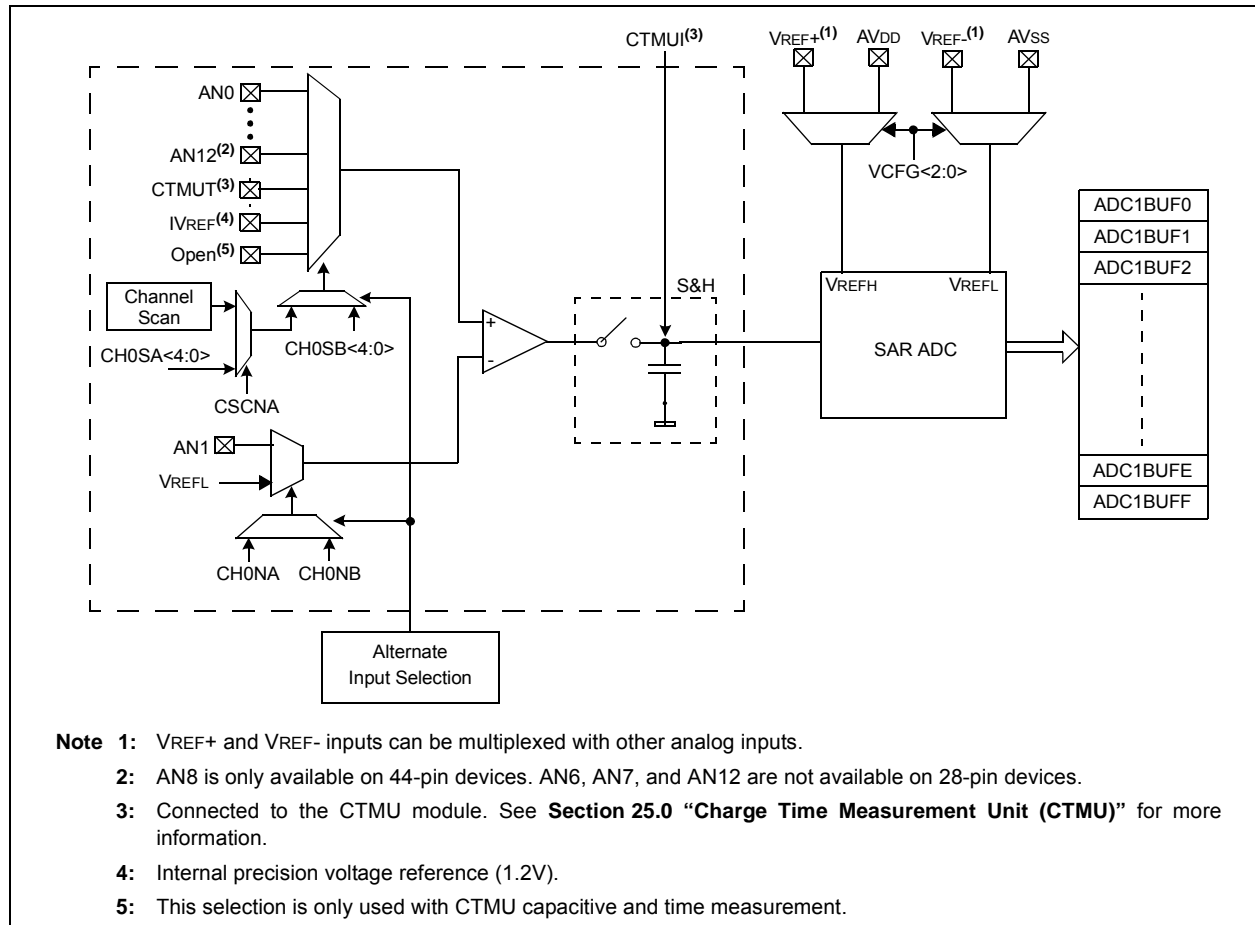 CTMUI(3)
VREF+(1) AVDD VREF-(1) AVSS
AN0
AN12(2)
CTMUT(3)
IVREF(4)
Open(5)
VCFG<2:0>
ADC1BUF0
ADC1BUF1
ADC1BUF2
ADC1BUFE
ADC1BUFF
VREFH VREFL
SAR ADC
S&H
Channel
Scan
CH0SA<4:0>
CH0SB<4:0>
CSCNA
+
-
AN1
VREFL
CH0NA CH0NB
Alternate
Input Selection
Note 1: VREF+ and VREF- inputs can be multiplexed with other analog inputs.
2: AN8 is only available on 44-pin devices. AN6, AN7, and AN12 are not available on 28-pin devices.
3: Connected to the CTMU module. See Section 25.0 “Charge Time Measurement Unit (CTMU)” for more
information.
4: Internal precision voltage reference (1.2V).
5: This selection is only used with CTMU capacitive and time measurement.